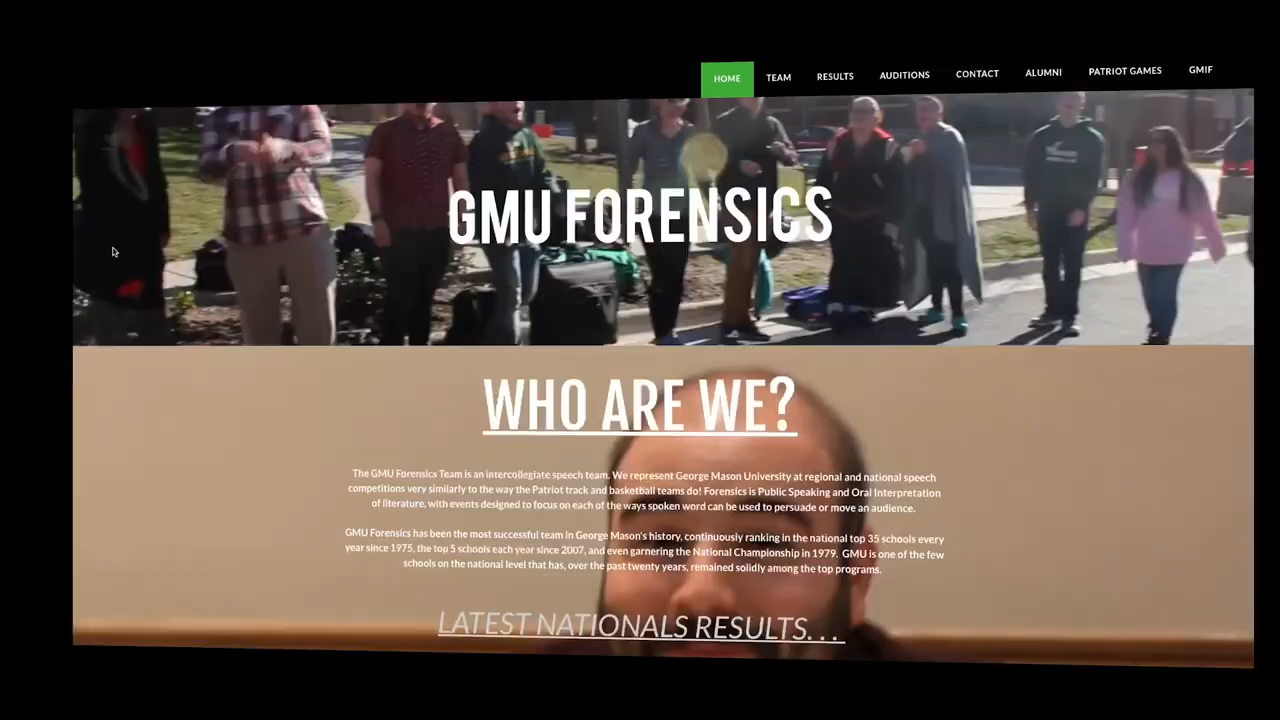 HOME TEAM RESULTS AUDITIONS CONTACT ALUMNI PATRIOT GAMES GMIF
GMU FORENSICS
WHO ARE WE?
The GMU Forensics Team is an intercollegiate speech team. We represent George Mason University at regional and national speech
competitions very similarly to the way the Patriot track and basketball teams do! Forensics is Public Speaking and Oral Interpretation
of literature, with events designed to focus on each of the ways spoken word can be used to persuade or move an audience.
GMU Forensics has been the most successful team in George Mason's history, continuously ranking in the national top 35 schools every
year since 1975, the top 5 schools each year since 2007, and even garnering the National Championship in 1979. GMU is one of the few
schools on the national level that has, over the past twenty years, remained solidly among the top programs.
LATEST NATIONALS RESULTS. . .